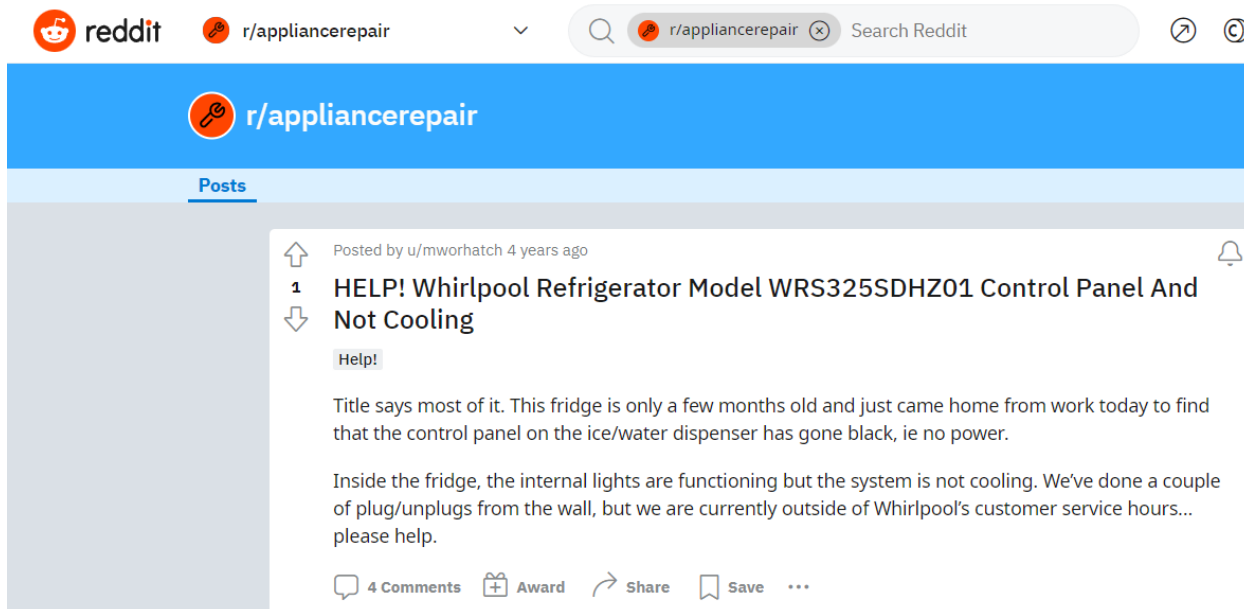 reddit
r/appliancerepair
r/appliancerepair
Search Reddit
r/appliancerepair
Posts
Posted by u/mworhatch 4 years ago
1
HELP! Whirlpool Refrigerator Model WRS325SDHZ01 Control Panel And
Not Cooling
Help!
Title says most of it. This fridge is only a few months old and just came home from work today to find
that the control panel on the ice/water dispenser has gone black, ie no power.
Inside the fridge, the internal lights are functioning but the system is not cooling. We’ve done a couple
of plug/unplugs from the wall, but we are currently outside of Whirlpool’s customer service hours...
please help.
4 Comments
Award
Share
Save